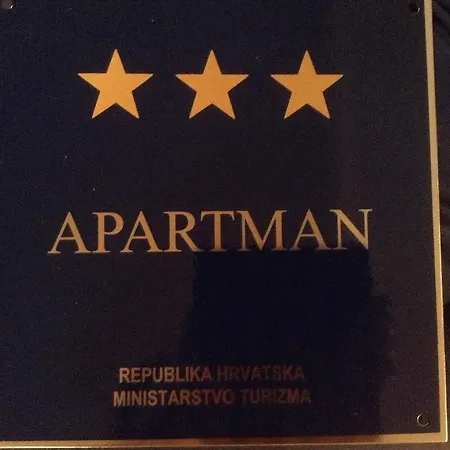 APARTMAN
REPUBLIKA HRVATSKA
MINISTARSTVO TURIZMA